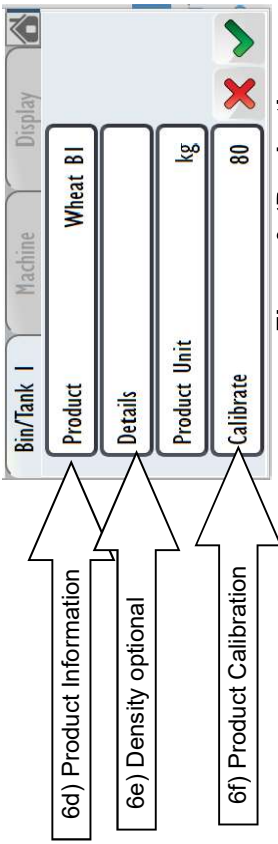 Bin/Tank 1 Machine Display
Product Wheat B1
Details
Product Unit kg
Calibrate 80
6d) Product Information
6e) Density optional
6f) Product Calibration